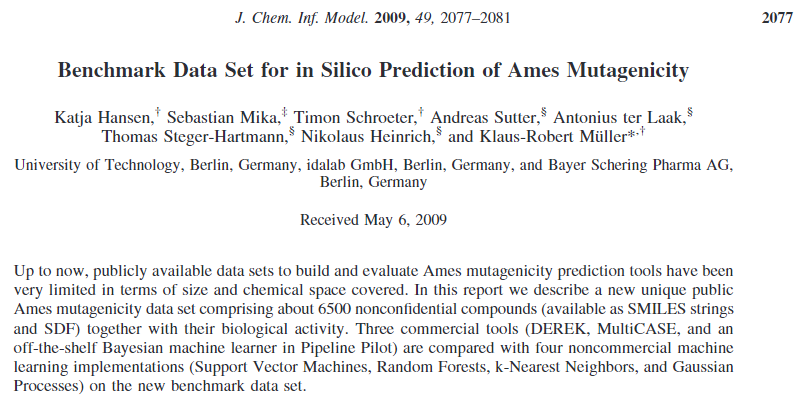 J. Chem. Inf. Model. 2009, 49, 2077–2081 2077
Benchmark Data Set for in Silico Prediction of Ames Mutagenicity
Katja Hansen,† Sebastian Mika,‡ Timon Schroeter,† Andreas Sutter,§ Antonius ter Laak,§
Thomas Steger-Hartmann,§ Nikolaus Heinrich,§ and Klaus-Robert Müller*,†
University of Technology, Berlin, Germany, idalab GmbH, Berlin, Germany, and Bayer Schering Pharma AG,
Berlin, Germany
Received May 6, 2009
Up to now, publicly available data sets to build and evaluate Ames mutagenicity prediction tools have been
very limited in terms of size and chemical space covered. In this report we describe a new unique public
Ames mutagenicity data set comprising about 6500 nonconfidential compounds (available as SMILES strings
and SDF) together with their biological activity. Three commercial tools (DEREK, MultiCASE, and an
off-the-shelf Bayesian machine learner in Pipeline Pilot) are compared with four noncommercial machine
learning implementations (Support Vector Machines, Random Forests, k-Nearest Neighbors, and Gaussian
Processes) on the new benchmark data set.